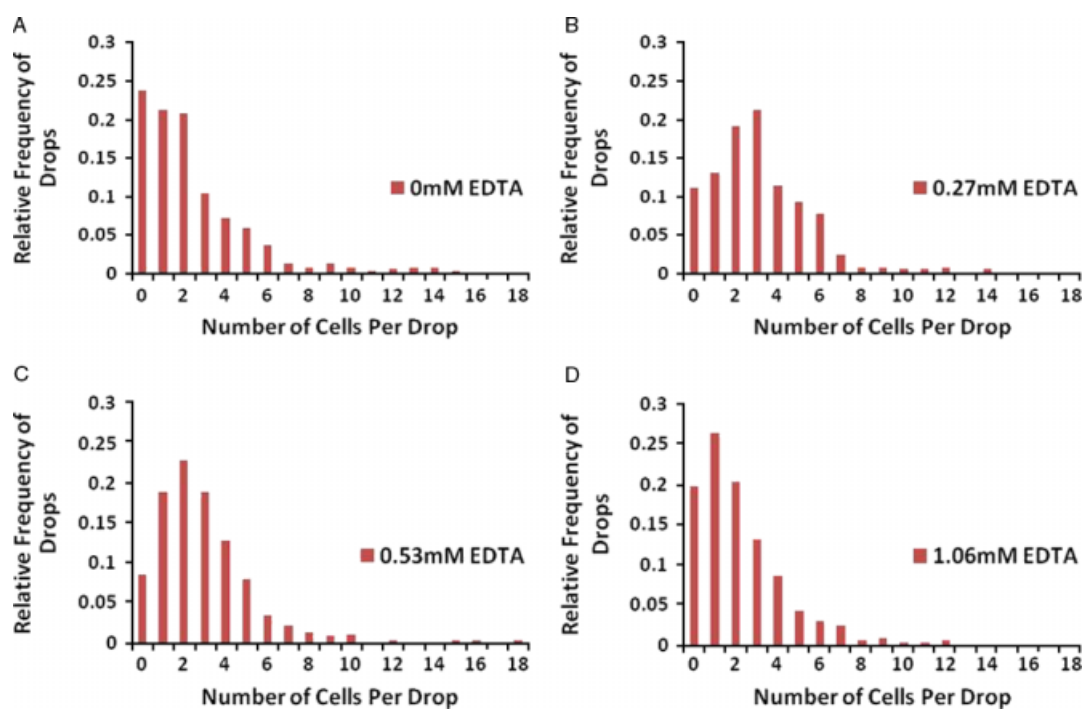 A
Relative Frequency of
Drops
0.3
0.25
0.2
0.15
0.1
0.05
0
0mM EDTA
0 2 4 6 8 10 12 14 16 18
Number of Cells Per Drop
B
Relative Frequency of
Drops
0.3
0.25
0.2
0.15
0.1
0.05
0
0.27mM EDTA
0 2 4 6 8 10 12 14 16 18
Number of Cells Per Drop
C
Relative Frequency of
Drops
0.3
0.25
0.2
0.15
0.1
0.05
0
0.53mM EDTA
0 2 4 6 8 10 12 14 16 18
Number of Cells Per Drop
D
Relative Frequency of
Drops
0.3
0.25
0.2
0.15
0.1
0.05
0
1.06mM EDTA
0 2 4 6 8 10 12 14 16 18
Number of Cells Per Drop